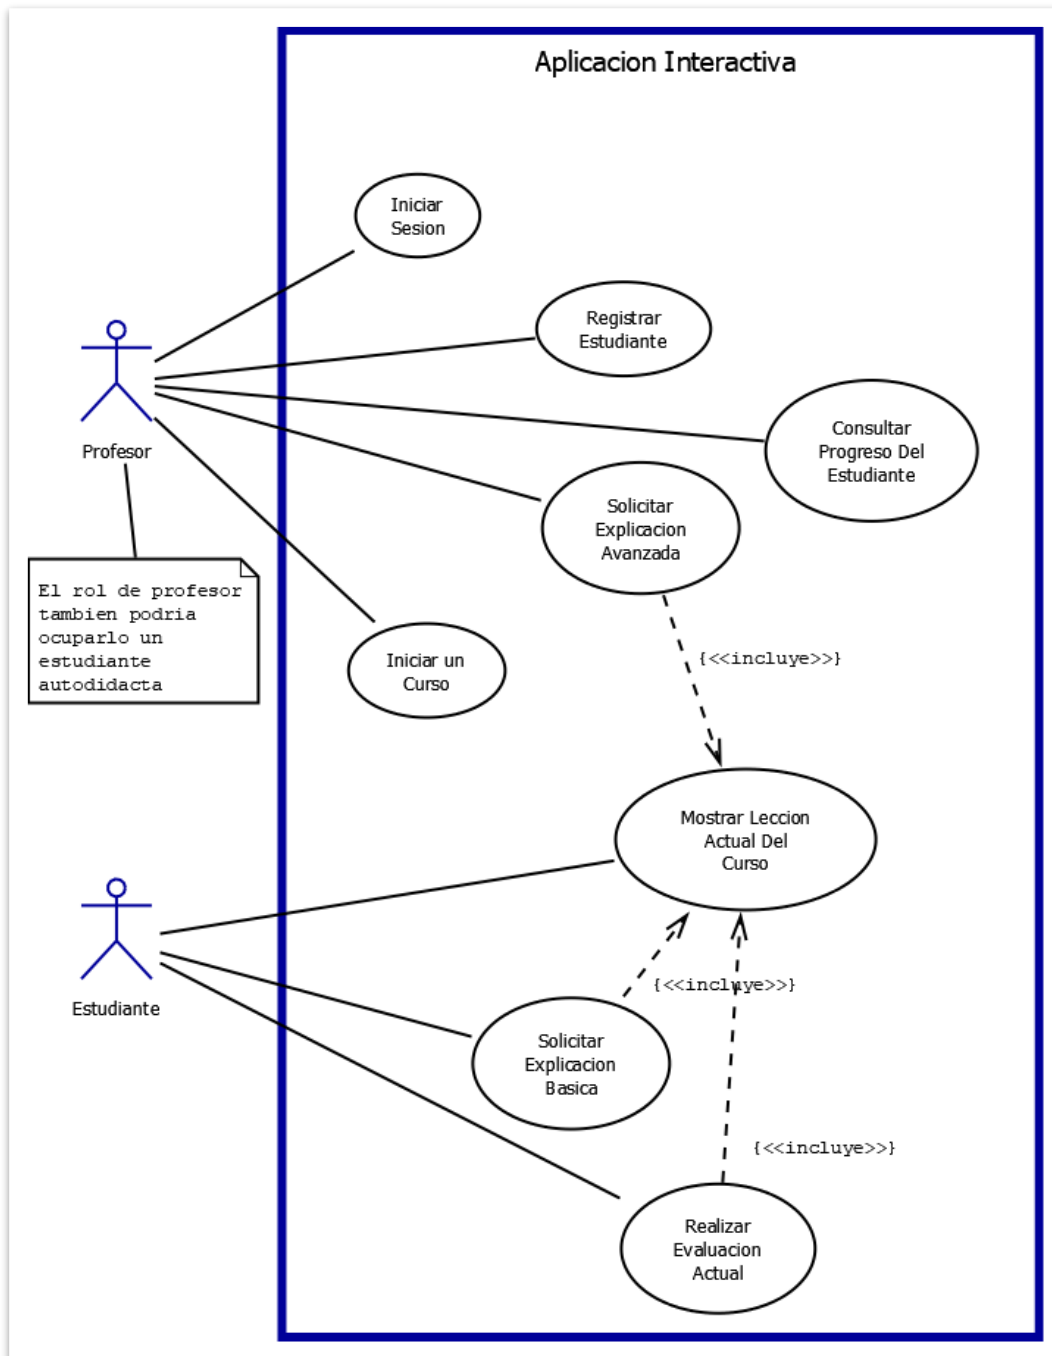 Aplicacion Interactiva
Iniciar
Sesion
Registrar
Estudiante
Consultar
Progreso Del
Estudiante
Profesor
Solicitar
Explicacion
Avanzada
El rol de profesor
tambien podria
ocuparlo un
estudiante
autodidacta
Iniciar un
Curso
{<<incluye>>}
Mostrar Leccion
Actual Del
Curso
Estudiante
{<<incluye>>}
Solicitar
Explicacion
Basica
{<<incluye>>}
Realizar
Evaluacion
Actual